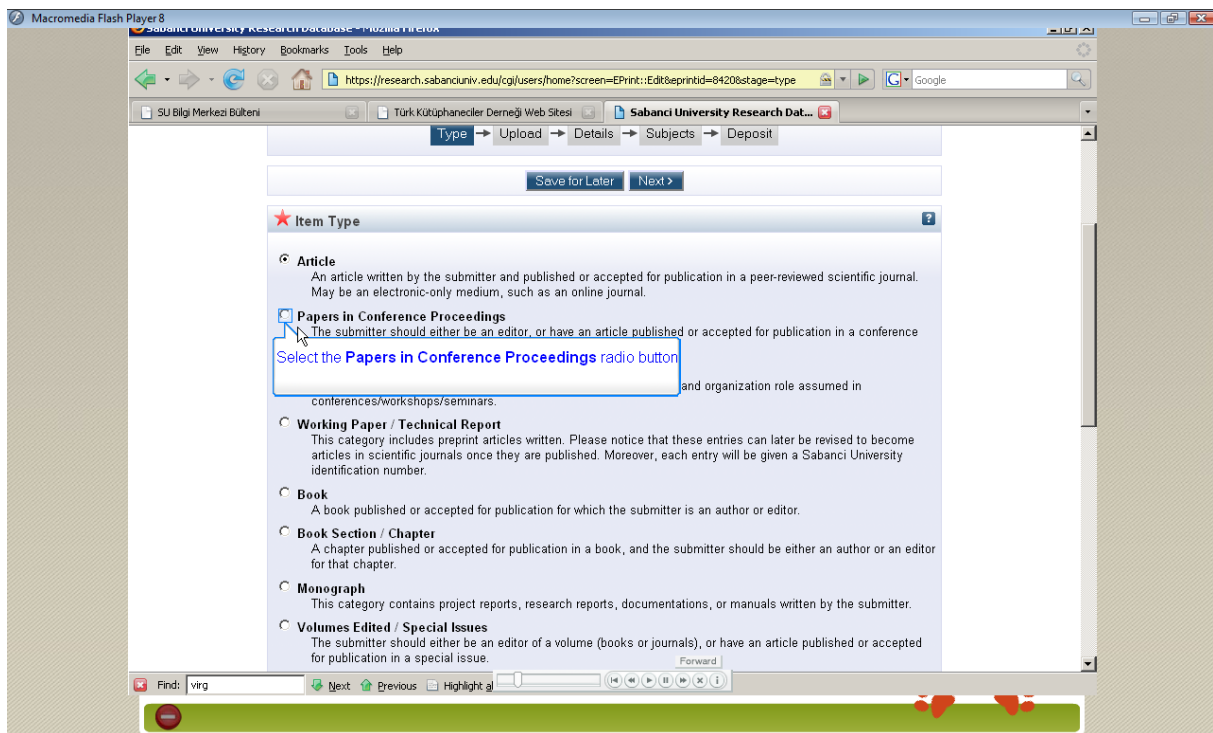 Macromedia Flash Player 8
Sabanci University Research Database - Mozilla Firefox
File Edit View History Bookmarks Tools Help
https://research.sabanciuniv.edu/cgi/users/home?screen=EPrint::Edit&eprintid=8420&stage=type
G Google
SU Bilgi Merkezi Bülteni
Türk Kütüphaneciler Derneği Web Sitesi
Sabanci University Research Dat...
Type → Upload → Details → Subjects → Deposit
Save for Later Next >
Item Type ?
Article
An article written by the submitter and published or accepted for publication in a peer-reviewed scientific journal.
May be an electronic-only medium, such as an online journal.
Papers in Conference Proceedings
The submitter should either be an editor, or have an article published or accepted for publication in a conference
Select the Papers in Conference Proceedings radio button
and organization role assumed in
conferences/workshops/seminars.
Working Paper / Technical Report
This category includes preprint articles written. Please notice that these entries can later be revised to become
articles in scientific journals once they are published. Moreover, each entry will be given a Sabanci University
identification number.
Book
A book published or accepted for publication for which the submitter is an author or editor.
Book Section / Chapter
A chapter published or accepted for publication in a book, and the submitter should be either an author or an editor
for that chapter.
Monograph
This category contains project reports, research reports, documentations, or manuals written by the submitter.
Volumes Edited / Special Issues
The submitter should either be an editor of a volume (books or journals), or have an article published or accepted
for publication in a special issue.
Forward
Find: virg Next Previous Highlight